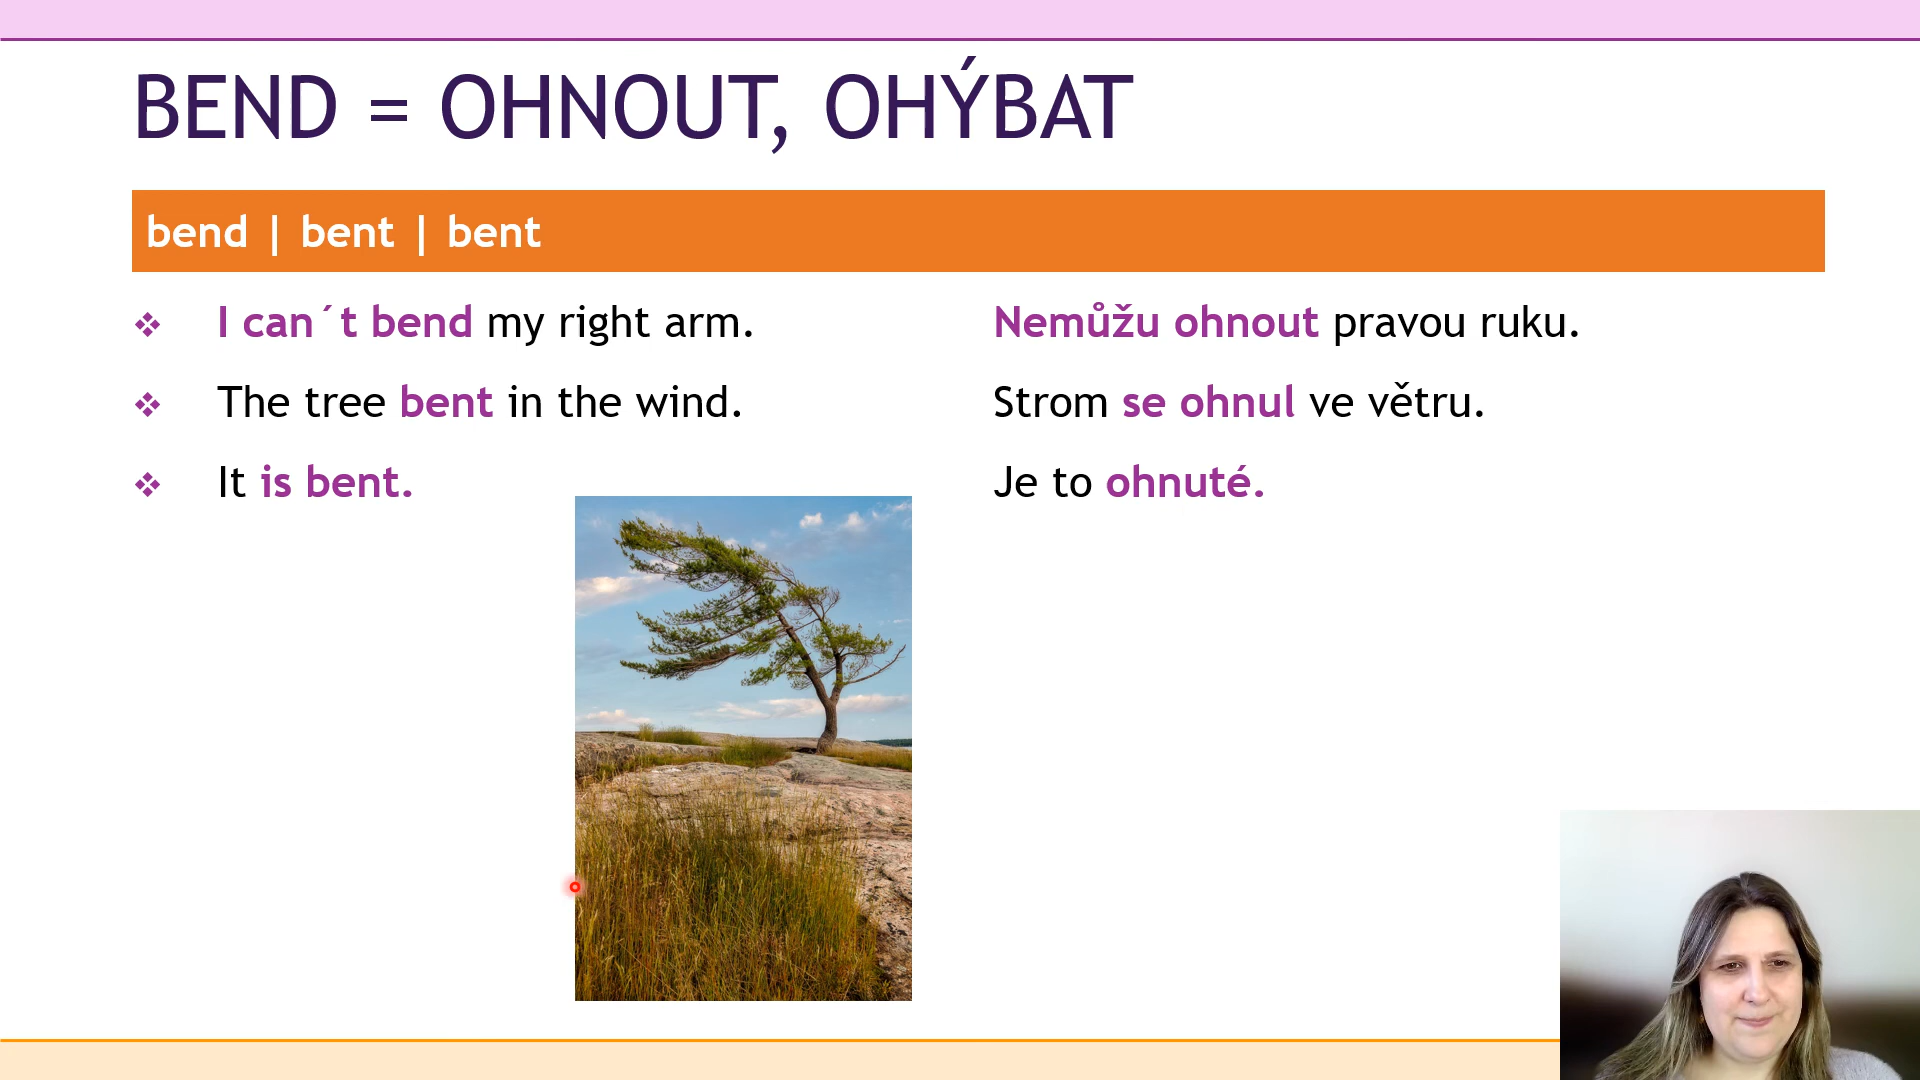 BEND = OHNOUT, OHÝBAT
bend | bent | bent
I can´t bend my right arm.
Nemůžu ohnout pravou ruku.
The tree bent in the wind.
Strom se ohnul ve větru.
It is bent.
Je to ohnuté.